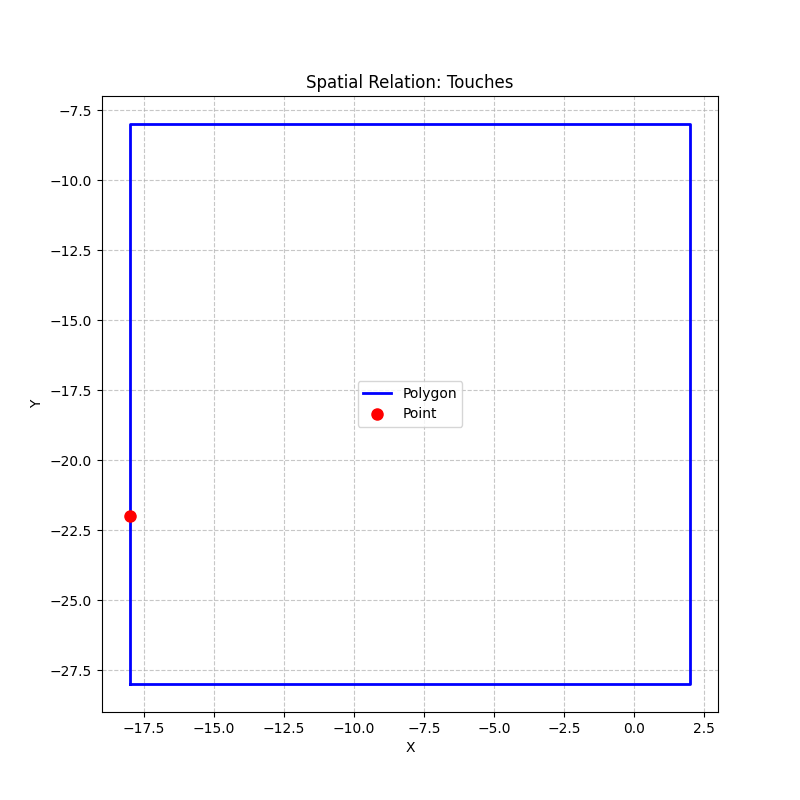 Spatial Relation: Touches
−7.5
−10.0
−12.5
−15.0
−17.5
−20.0
−22.5
−25.0
−27.5
Y
Polygon
Point
−17.5 −15.0 −12.5 −10.0 −7.5 −5.0 −2.5 0.0 2.5
X